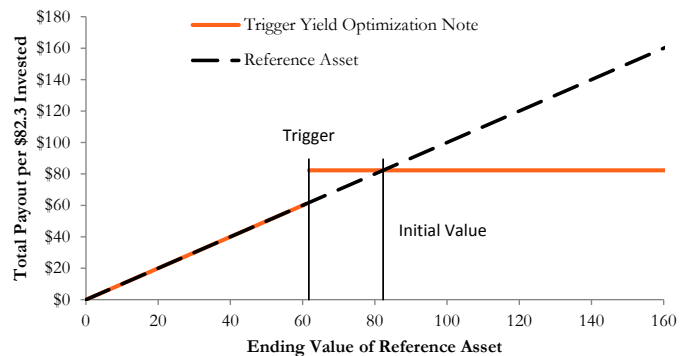 $180
$160
$140
$120
$100
$80
$60
$40
$20
$0
Total Payout per $82.3 Invested
Trigger Yield Optimization Note
Reference Asset
Trigger
Initial Value
0 20 40 60 80 100 120 140 160
Ending Value of Reference Asset